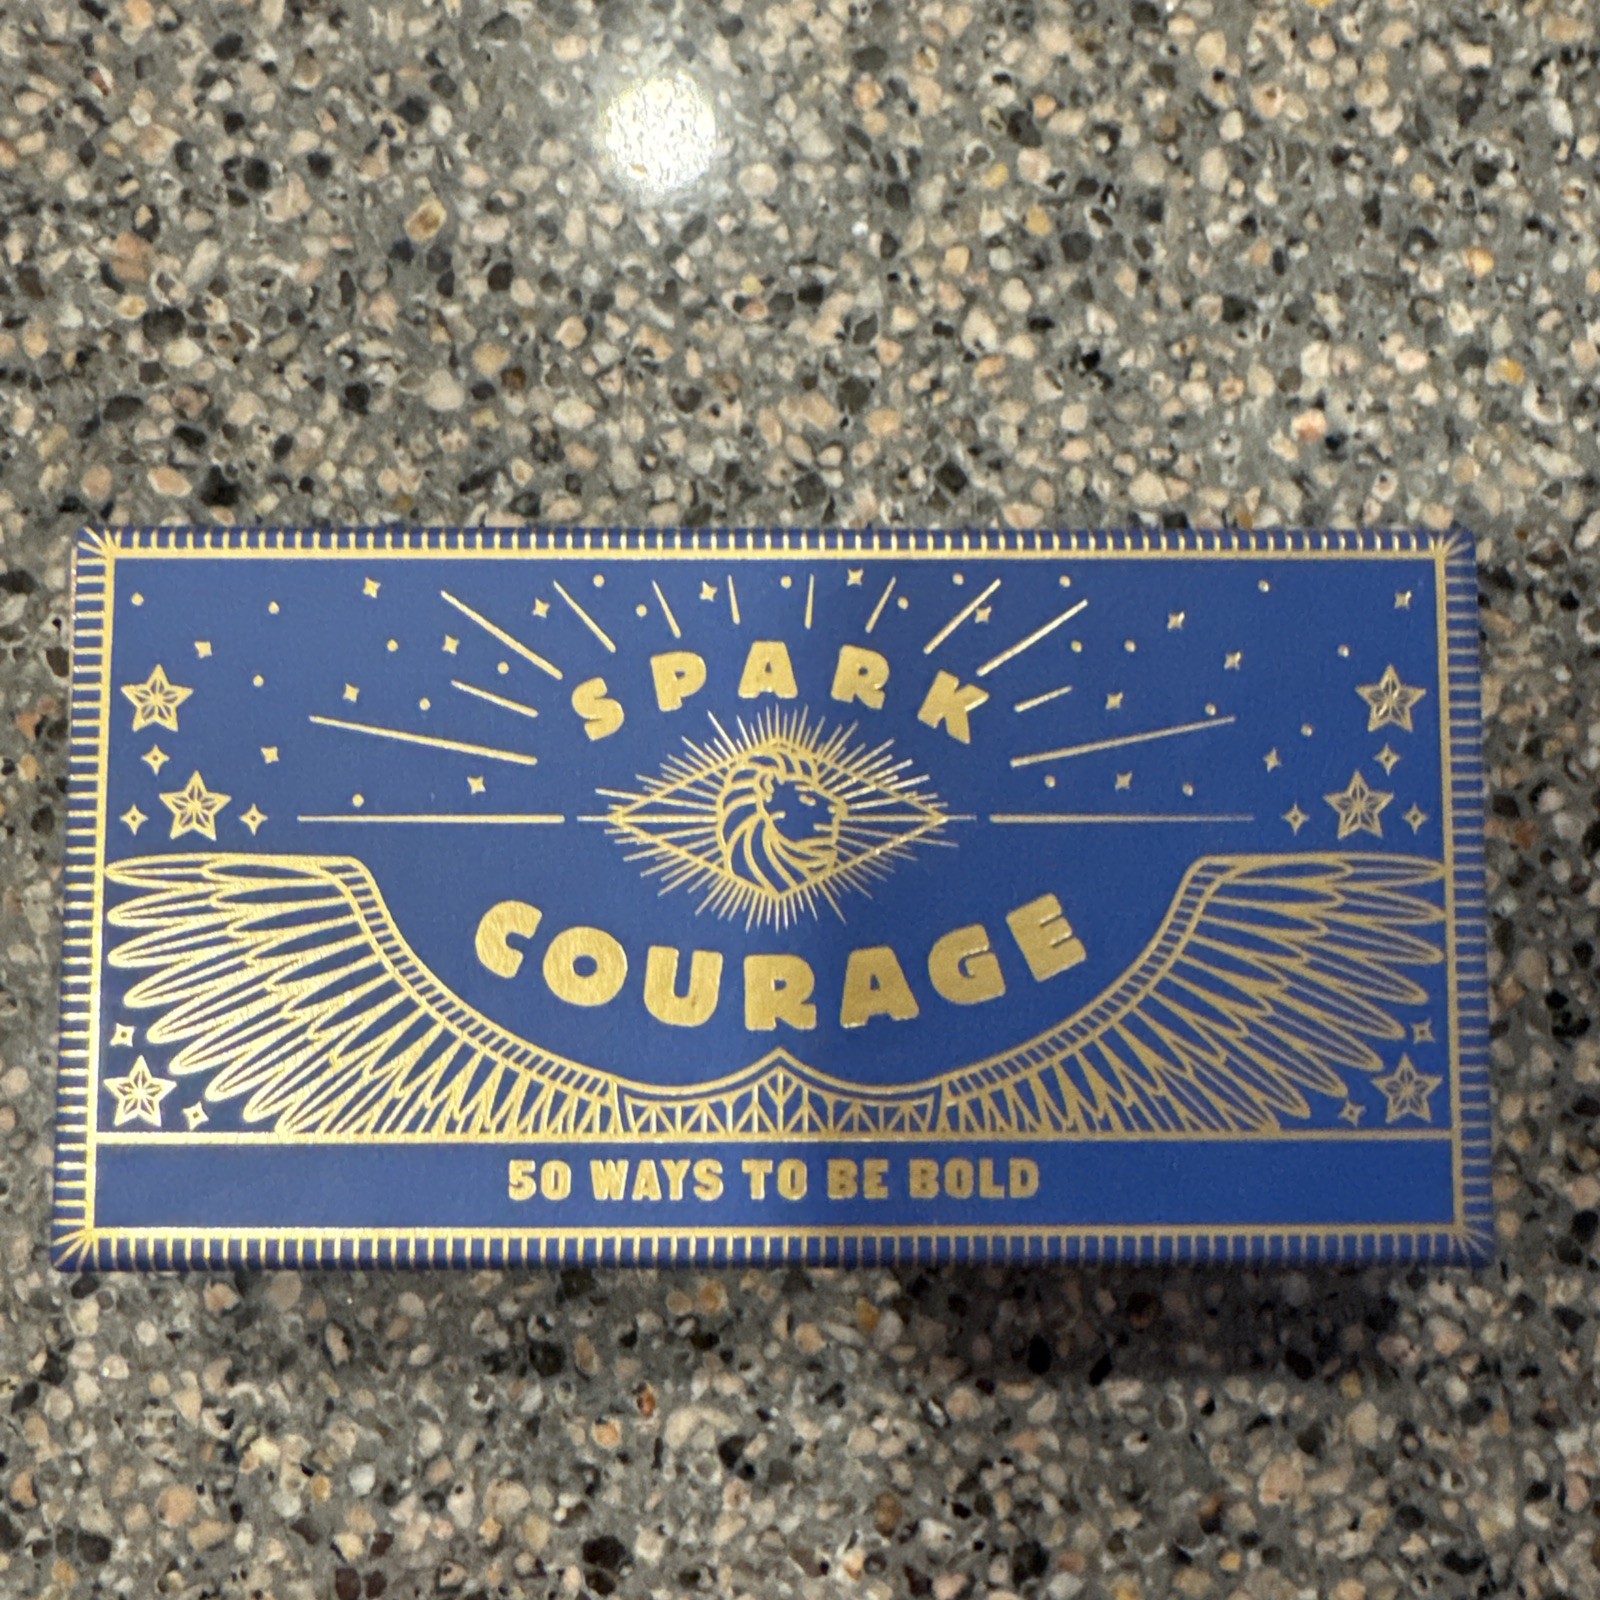 SPARK
COURAGE
50 WAYS TO BE BOLD